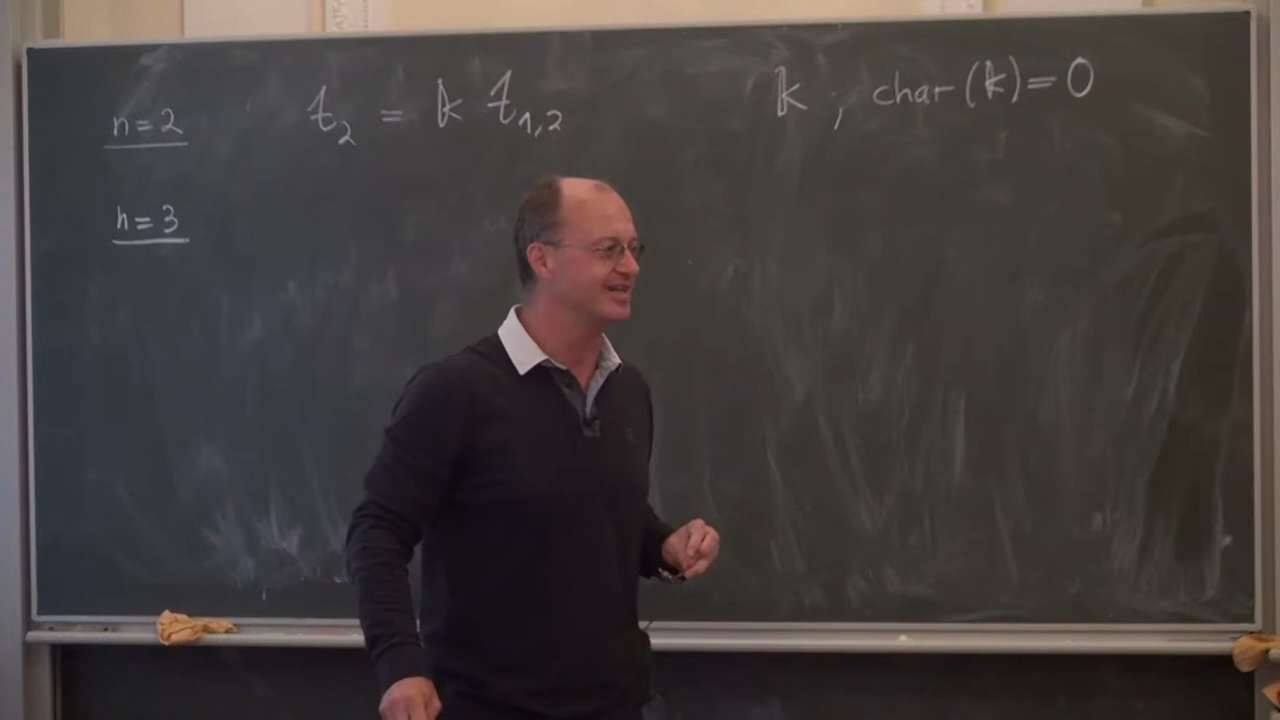 n=2 t₂ = 𝕜 t₁,₂ 𝕜 , char(𝕜)=0
n=3